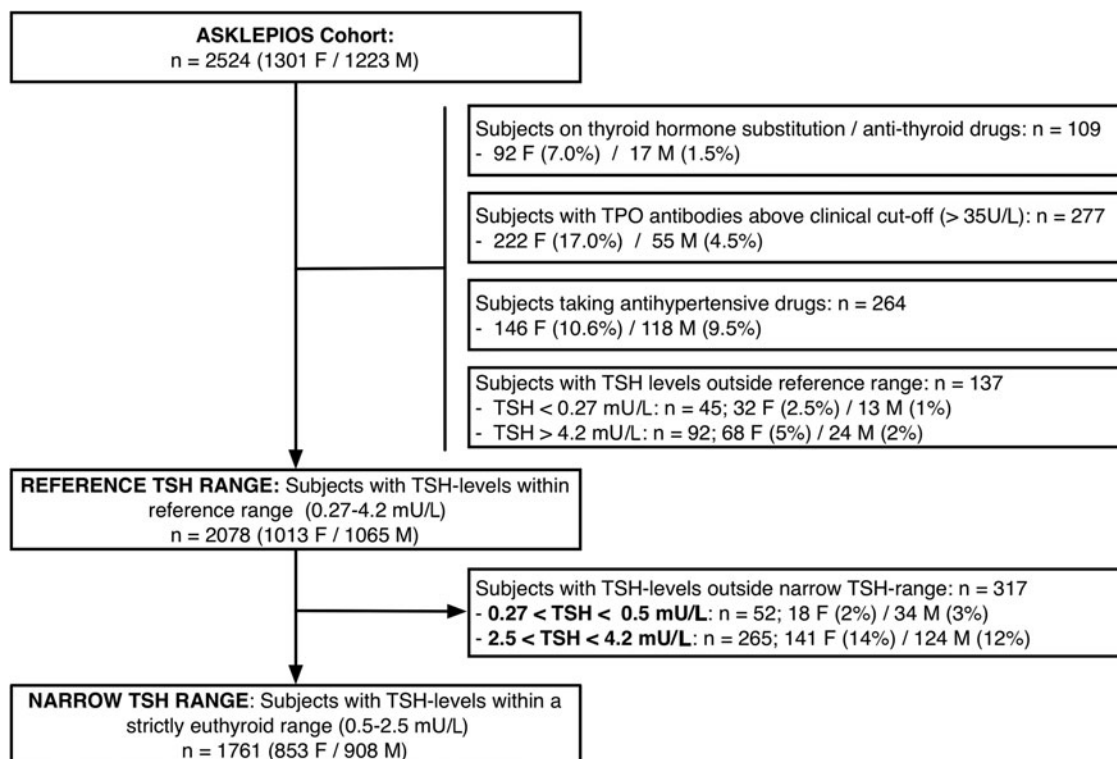 ASKLEPIOS Cohort:
n = 2524 (1301 F / 1223 M)
Subjects on thyroid hormone substitution / anti-thyroid drugs: n = 109
- 92 F (7.0%) / 17 M (1.5%)
Subjects with TPO antibodies above clinical cut-off (> 35U/L): n = 277
- 222 F (17.0%) / 55 M (4.5%)
Subjects taking antihypertensive drugs: n = 264
- 146 F (10.6%) / 118 M (9.5%)
Subjects with TSH levels outside reference range: n = 137
- TSH < 0.27 mU/L: n = 45; 32 F (2.5%) / 13 M (1%)
- TSH > 4.2 mU/L: n = 92; 68 F (5%) / 24 M (2%)
REFERENCE TSH RANGE: Subjects with TSH-levels within
reference range (0.27-4.2 mU/L)
n = 2078 (1013 F / 1065 M)
Subjects with TSH-levels outside narrow TSH-range: n = 317
- 0.27 < TSH < 0.5 mU/L: n = 52; 18 F (2%) / 34 M (3%)
- 2.5 < TSH < 4.2 mU/L: n = 265; 141 F (14%) / 124 M (12%)
NARROW TSH RANGE: Subjects with TSH-levels within a
strictly euthyroid range (0.5-2.5 mU/L)
n = 1761 (853 F / 908 M)